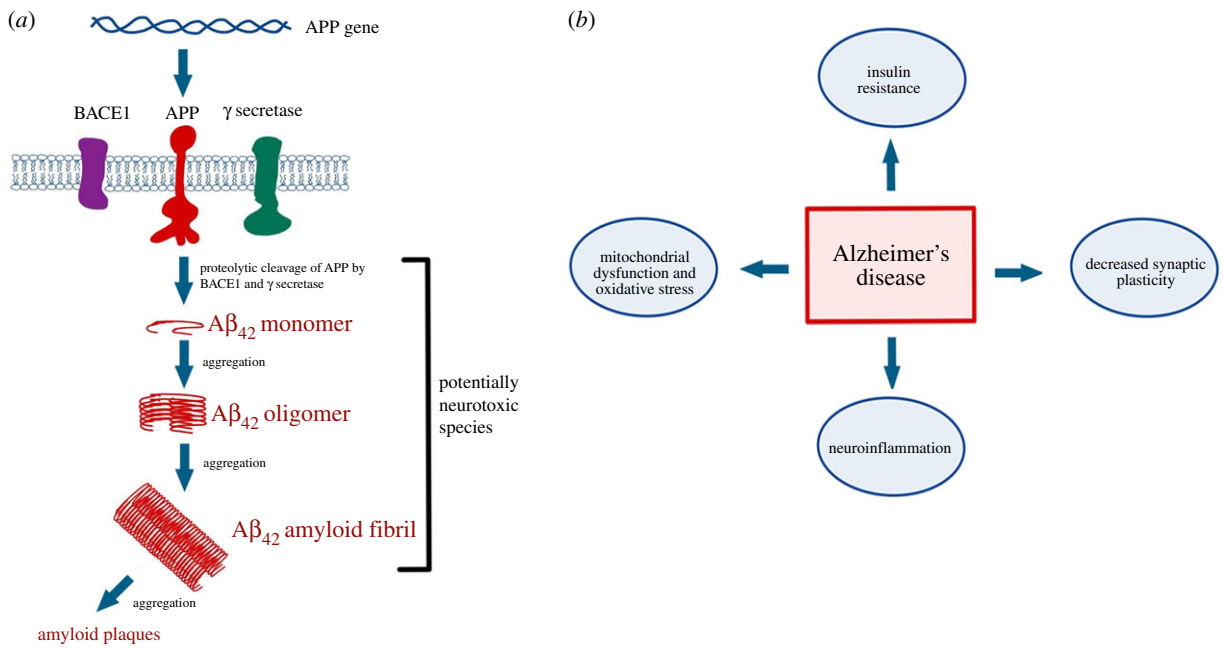 (a)
APP gene
BACE1
APP
γ secretase
proteolytic cleavage of APP by
BACE1 and γ secretase
Aβ42 monomer
aggregation
Aβ42 oligomer
aggregation
Aβ42 amyloid fibril
aggregation
amyloid plaques
potentially
neurotoxic
species
(b)
insulin
resistance
mitochondrial
dysfunction and
oxidative stress
Alzheimer's
disease
decreased synaptic
plasticity
neuroinflammation